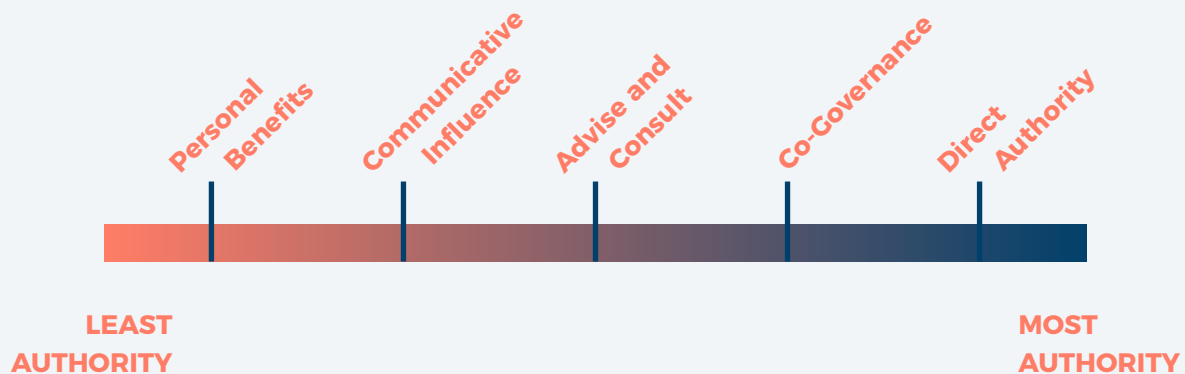 Personal
Benefits
Communicative
Influence
Advise and
Consult
Co-Governance
Direct
Authority
LEAST
AUTHORITY
MOST
AUTHORITY